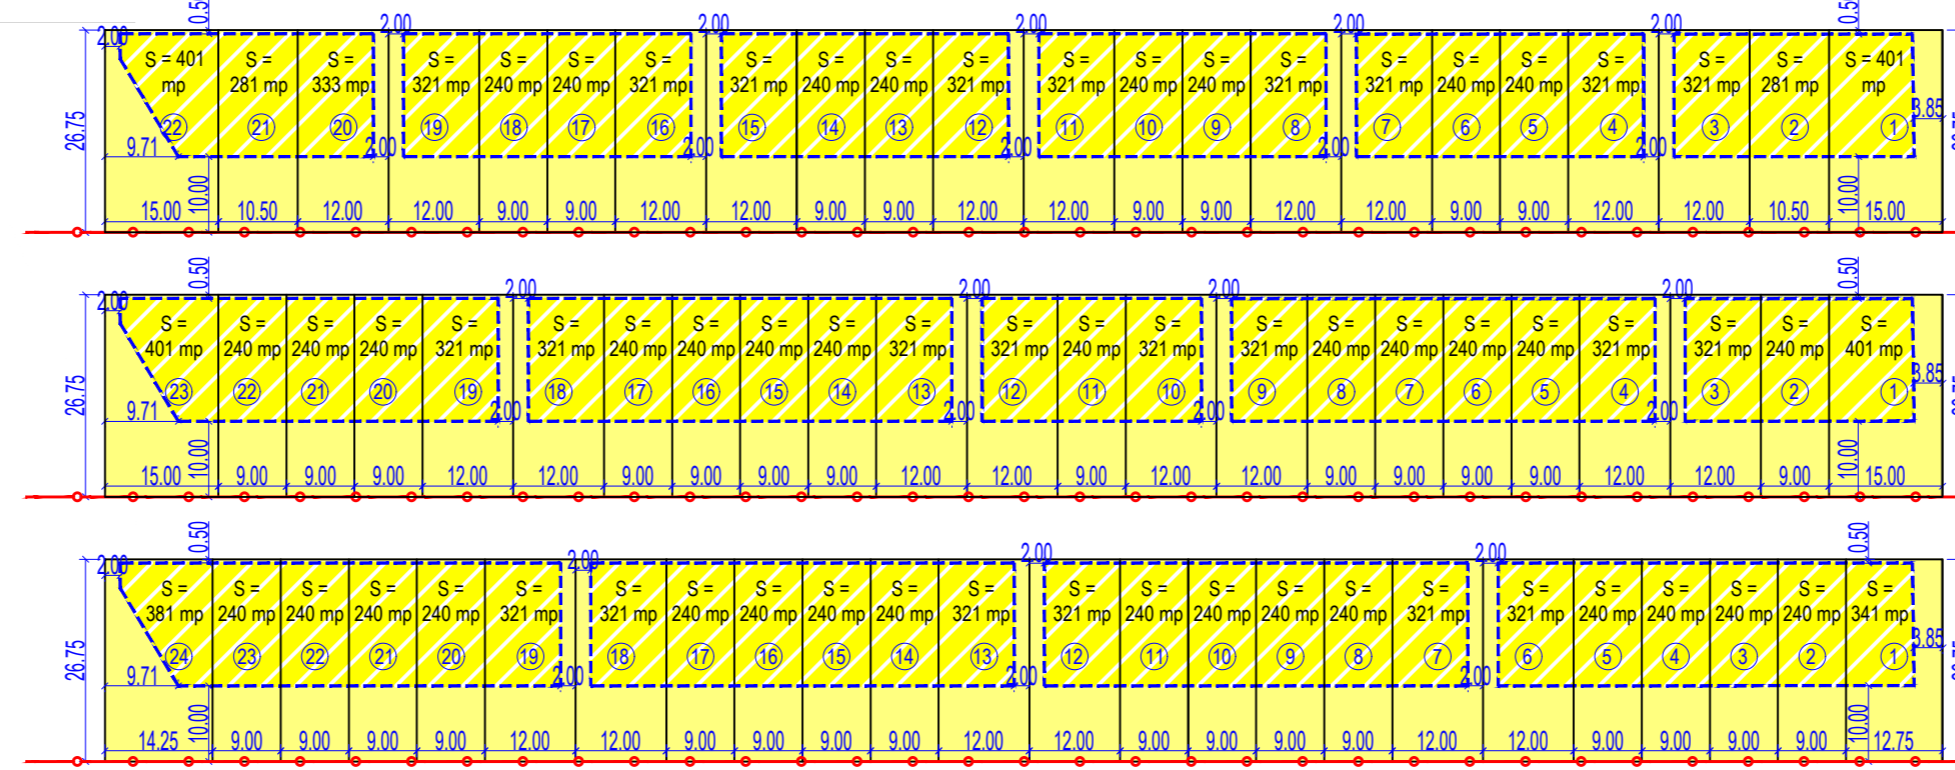 0.5 0.5
2.00 2.00 2.00 2.00 2.00 2.00
S = 401 S = S = S = S = S = S = S = S = S = S = S = S = S = S = S = S = S = S = S = S = S = 401
mp 281 mp 333 mp 321 mp 240 mp 240 mp 321 mp 321 mp 240 mp 240 mp 321 mp 321 mp 240 mp 240 mp 321 mp 321 mp 240 mp 240 mp 321 mp 321 mp 281 mp mp
3.85
26.75 22 21 20 19 18 17 16 15 14 13 12 11 10 9 8 7 6 5 4 3 2 1
9.71 2.00 2.00 2.00 2.00 2.00
10.00 10.00
15.00 10.50 12.00 12.00 9.00 9.00 12.00 12.00 9.00 9.00 12.00 12.00 9.00 9.00 12.00 12.00 9.00 9.00 12.00 12.00 10.50 15.00
0.50 0.50
2.00 2.00 2.00 2.00 2.00
S = S = S = S = S = S = S = S = S = S = S = S = S = S = S = S = S = S = S = S = S = S = S =
401 mp 240 mp 240 mp 240 mp 321 mp 321 mp 240 mp 240 mp 240 mp 240 mp 321 mp 321 mp 240 mp 321 mp 321 mp 240 mp 240 mp 240 mp 240 mp 321 mp 321 mp 240 mp 401 mp
3.85
26.75 23 22 21 20 19 18 17 16 15 14 13 12 11 10 9 8 7 6 5 4 3 2 1
9.71 2.00 2.00 2.00 2.00
10.00 10.00
15.00 9.00 9.00 9.00 12.00 12.00 9.00 9.00 9.00 9.00 12.00 12.00 9.00 12.00 12.00 9.00 9.00 9.00 9.00 12.00 12.00 9.00 15.00
0.50 0.50
2.00 2.00 2.00 2.00
S = S = S = S = S = S = S = S = S = S = S = S = S = S = S = S = S = S = S = S = S = S = S = S =
381 mp 240 mp 240 mp 240 mp 240 mp 321 mp 321 mp 240 mp 240 mp 240 mp 240 mp 321 mp 321 mp 240 mp 240 mp 240 mp 240 mp 321 mp 321 mp 240 mp 240 mp 240 mp 240 mp 341 mp
3.85
26.75 24 23 22 21 20 19 18 17 16 15 14 13 12 11 10 9 8 7 6 5 4 3 2 1
9.71 2.00 2.00 2.00
10.00 10.00
14.25 9.00 9.00 9.00 9.00 12.00 12.00 9.00 9.00 9.00 9.00 12.00 12.00 9.00 9.00 9.00 9.00 12.00 12.00 9.00 9.00 9.00 9.00 12.75